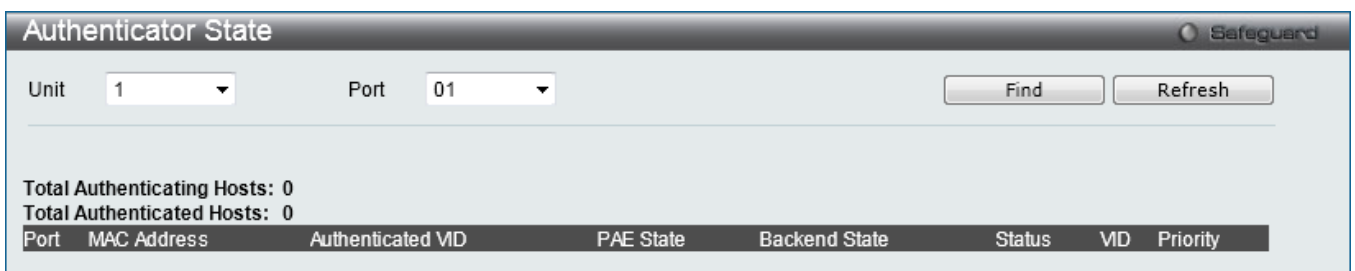 Authenticator State Safeguard
Unit 1 Port 01 Find Refresh
Total Authenticating Hosts: 0
Total Authenticated Hosts: 0
Port MAC Address Authenticated VID PAE State Backend State Status VID Priority